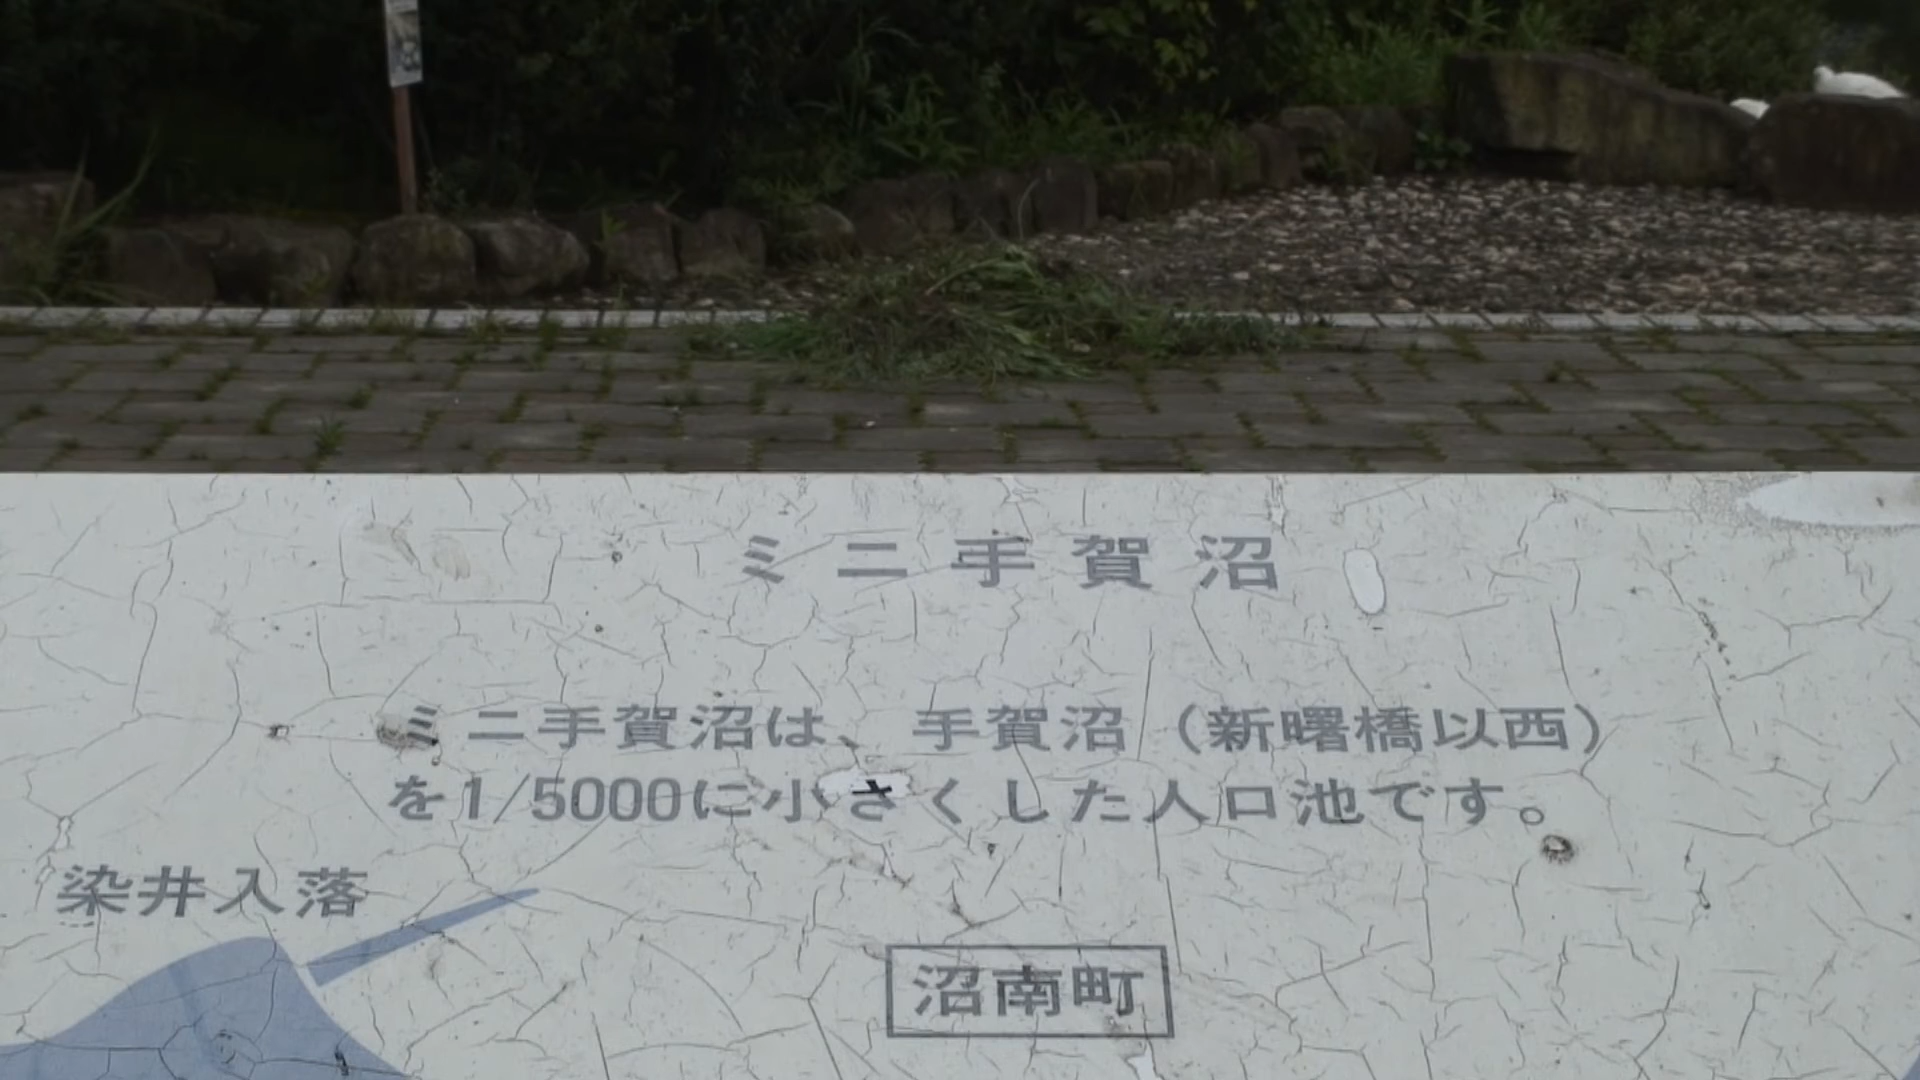 ミニ手賀沼
ミニ手賀沼は、手賀沼（新曙橋以西）
を1/5000に小さくした人口池です。
染井入落
沼南町